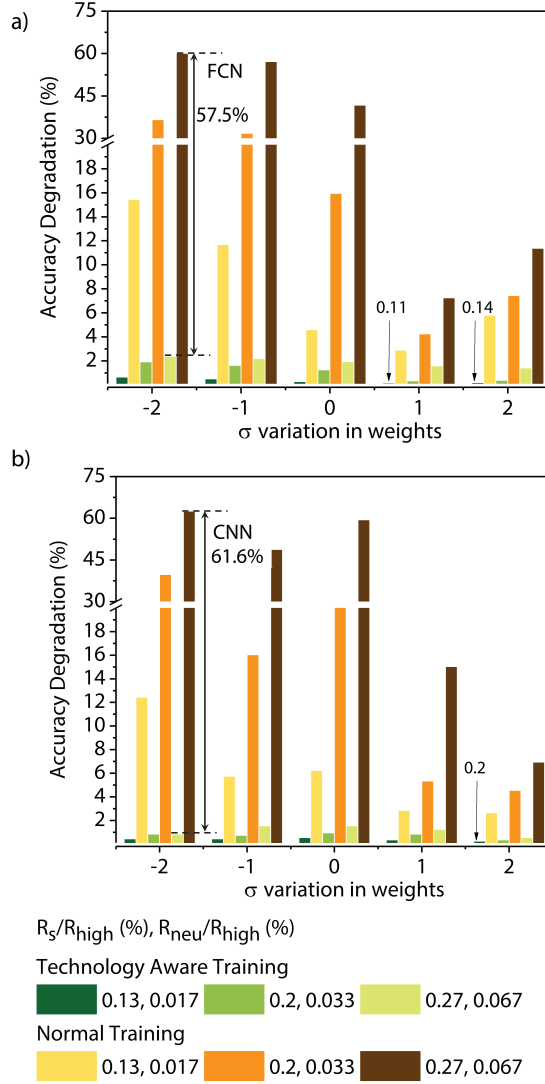 a)
Accuracy Degradation (%)
75
60
45
30
18
16
14
12
10
8
6
4
2
FCN
57.5%
0.11
0.14
-2 -1 0 1 2
σ variation in weights
b)
Accuracy Degradation (%)
75
60
45
30
18
16
14
12
10
8
6
4
2
CNN
61.6%
0.2
-2 -1 0 1 2
σ variation in weights
Rs/Rhigh (%), Rneu/Rhigh (%)
Technology Aware Training
0.13, 0.017 0.2, 0.033 0.27, 0.067
Normal Training
0.13, 0.017 0.2, 0.033 0.27, 0.067